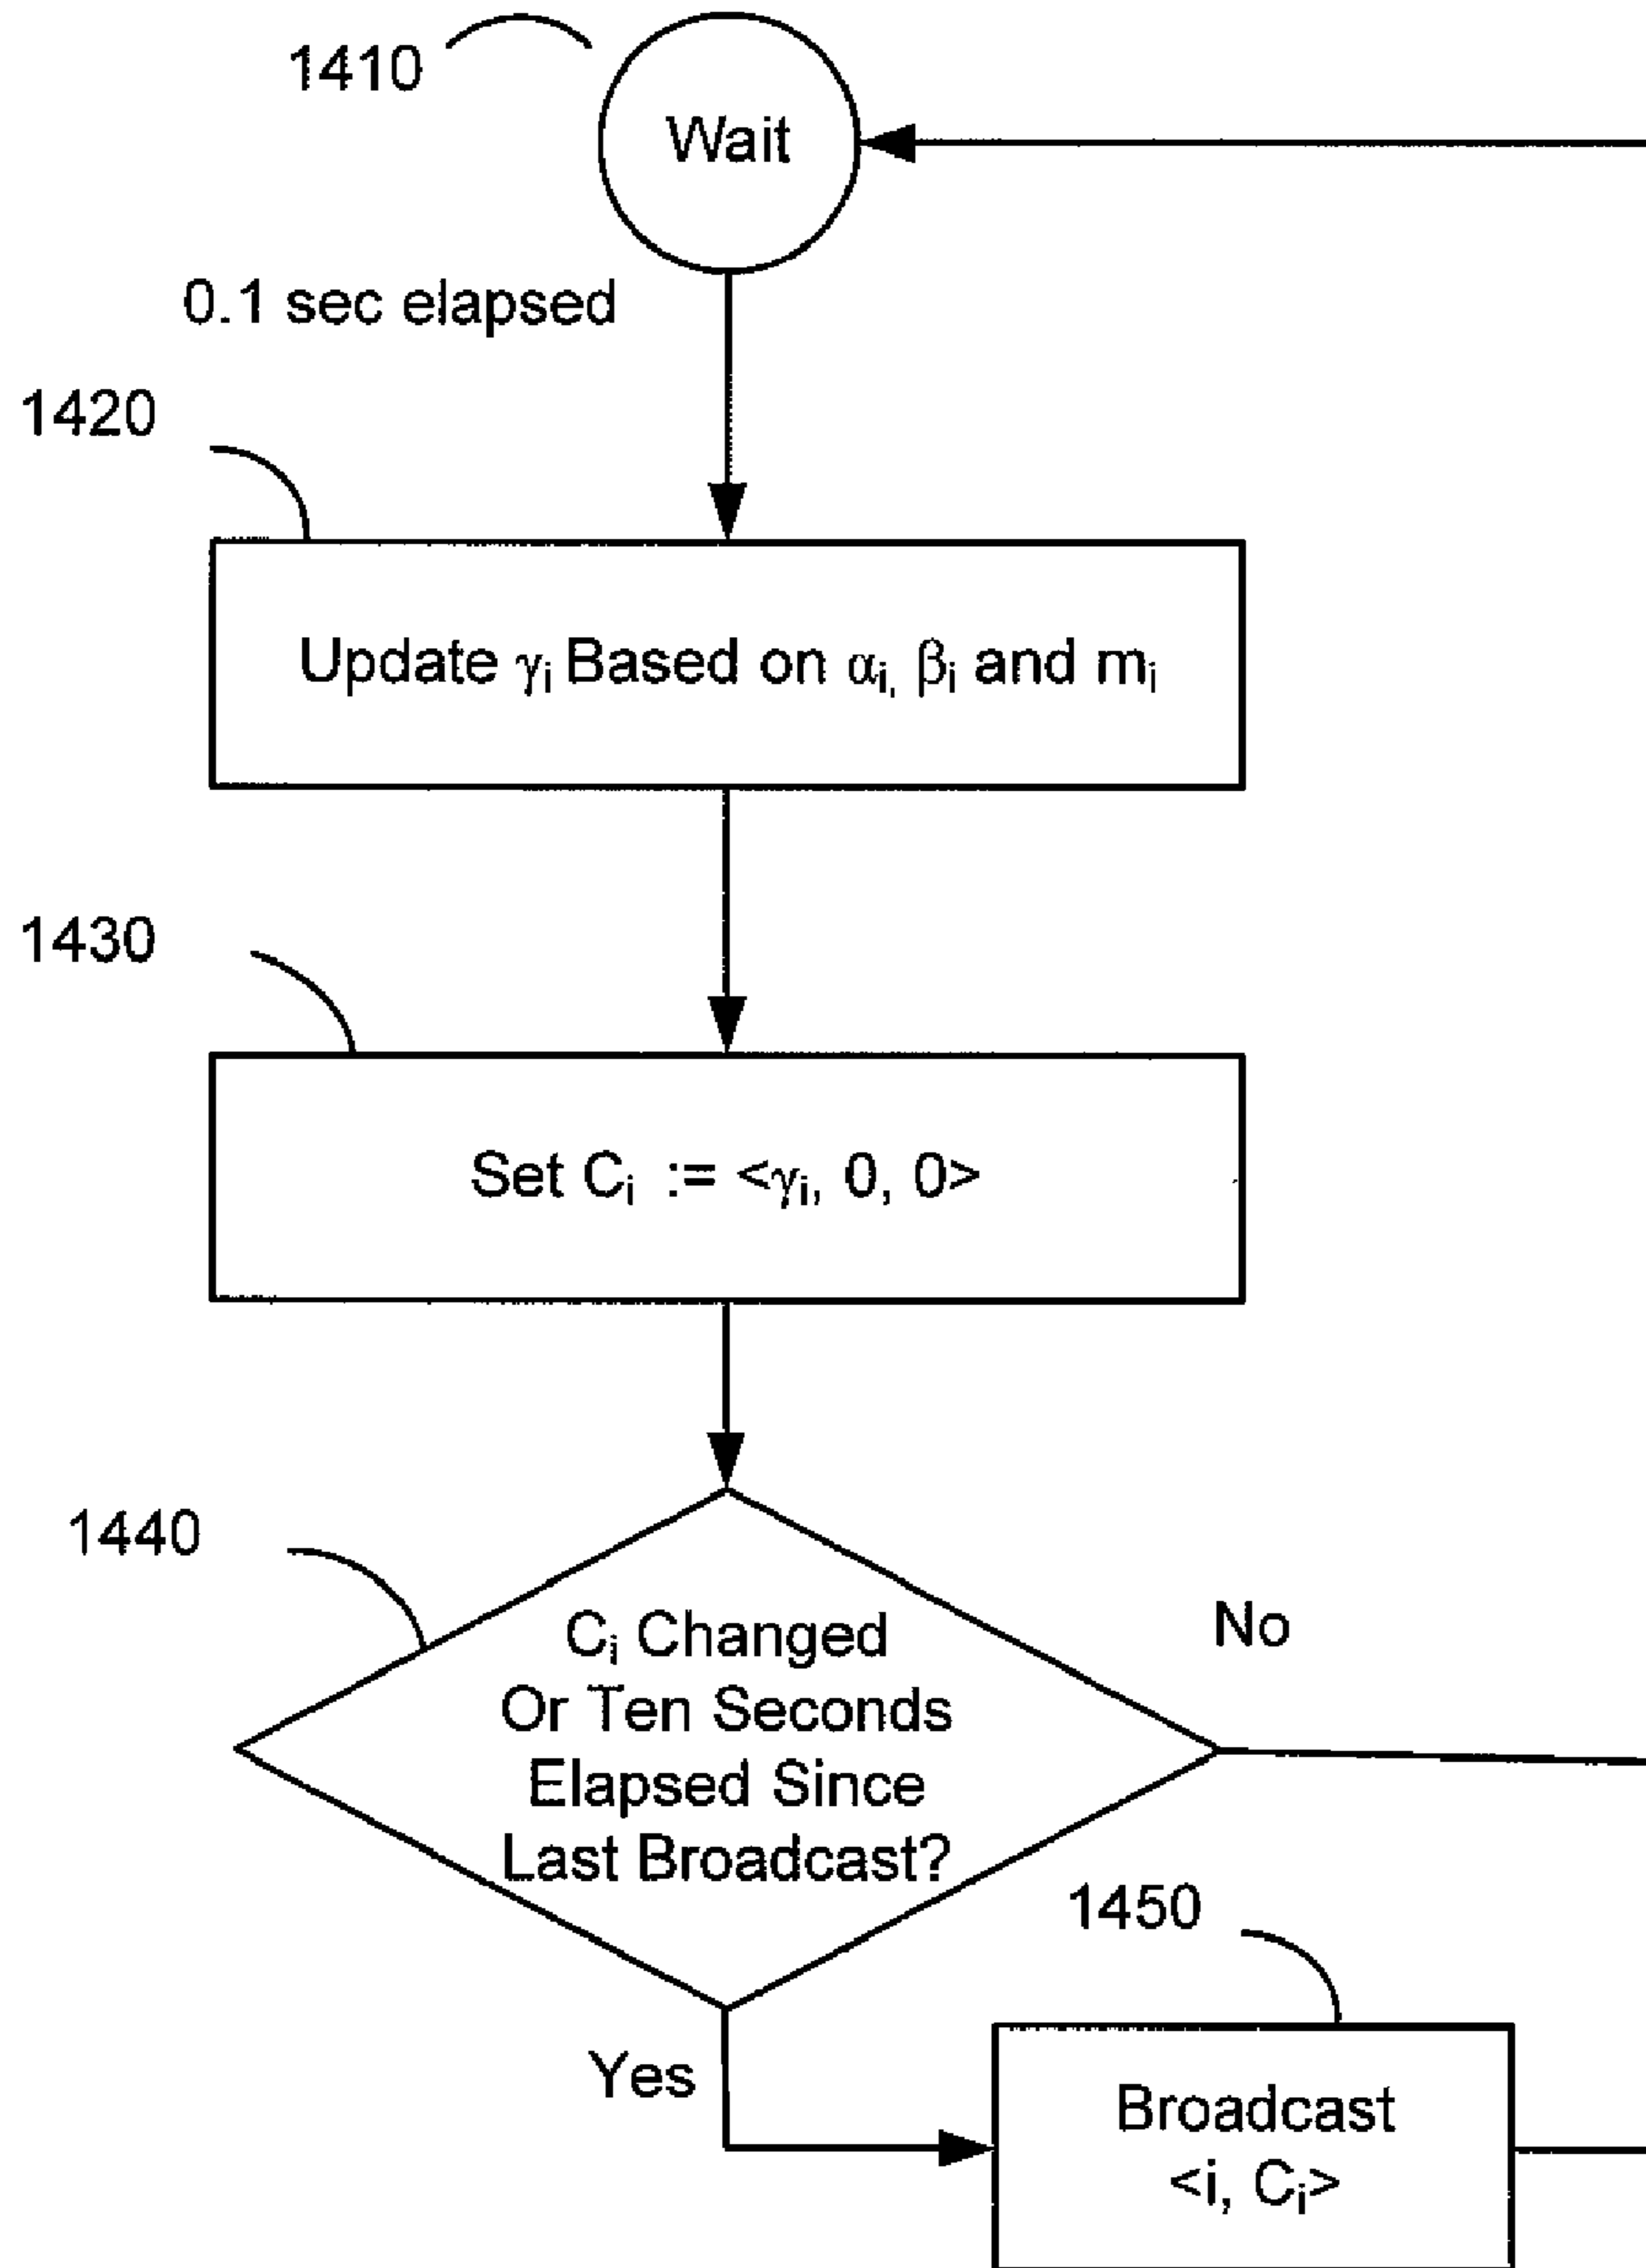 1410
Wait
0.1 sec elapsed
1420
Update γᵢ Based on αᵢ, βᵢ and mᵢ
1430
Set Cᵢ := <γᵢ, 0, 0>
1440
Cᵢ Changed
Or Ten Seconds
Elapsed Since
Last Broadcast?
No
1450
Yes
Broadcast
<i, Cᵢ>